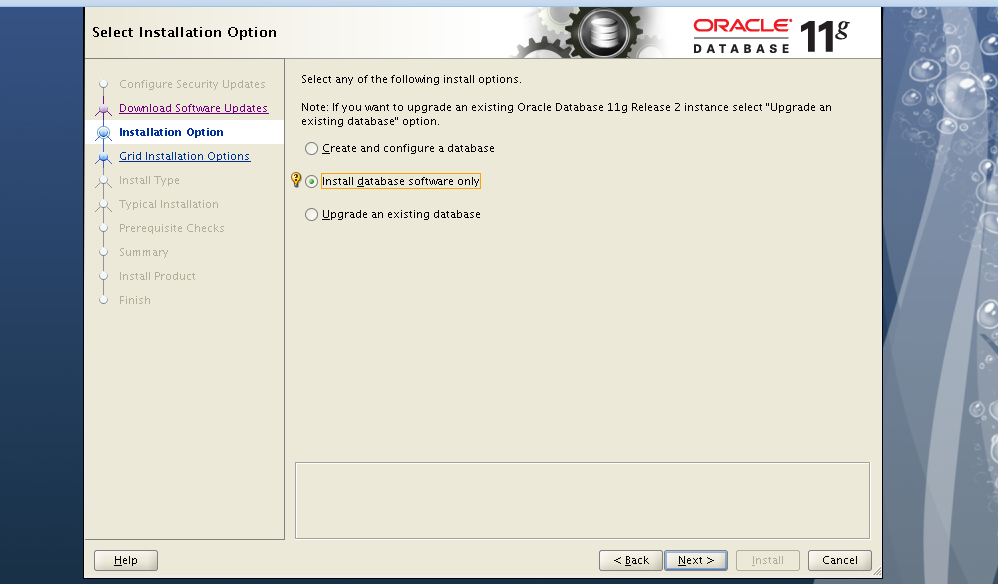 Select Installation Option
ORACLE
DATABASE
11g
Configure Security Updates
Download Software Updates
Installation Option
Grid Installation Options
Install Type
Typical Installation
Prerequisite Checks
Summary
Install Product
Finish
Select any of the following install options.
Note: If you want to upgrade an existing Oracle Database 11g Release 2 instance select "Upgrade an
existing database" option.
Create and configure a database
Install database software only
Upgrade an existing database
Help
< Back
Next >
Install
Cancel